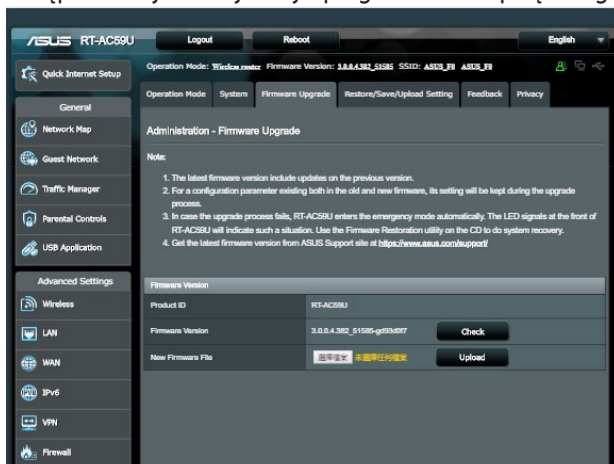 /SUS RT-AC59U
Logout
Reboot
English
Quick Internet Setup
Operation Mode: Wireless router Firmware Version: 3.0.0.4.382_51585 SSID: ASUS_F0 ASUS_F0
Operation Mode System Firmware Upgrade Restore/Save/Upload Setting Feedback Privacy
General
Network Map
Guest Network
Traffic Manager
Parental Controls
USB Application
Advanced Settings
Wireless
LAN
WAN
IPv6
VPN
Firewall
Administration - Firmware Upgrade
Note:
1. The latest firmware version include updates on the previous version.
2. For a configuration parameter existing both in the old and new firmware, its setting will be kept during the upgrade
process.
3. In case the upgrade process fails, RT-AC59U enters the emergency mode automatically. The LED signals at the front of
RT-AC59U will indicate such a situation. Use the Firmware Restoration utility on the CD to do system recovery.
4. Get the latest firmware version from ASUS Support site at https://www.asus.com/support/
Firmware Version
Product ID RT-AC59U
Firmware Version 3.0.0.4.382_51585-gd93d0f7 Check
New Firmware File 選擇檔案 未選擇任何檔案 Upload